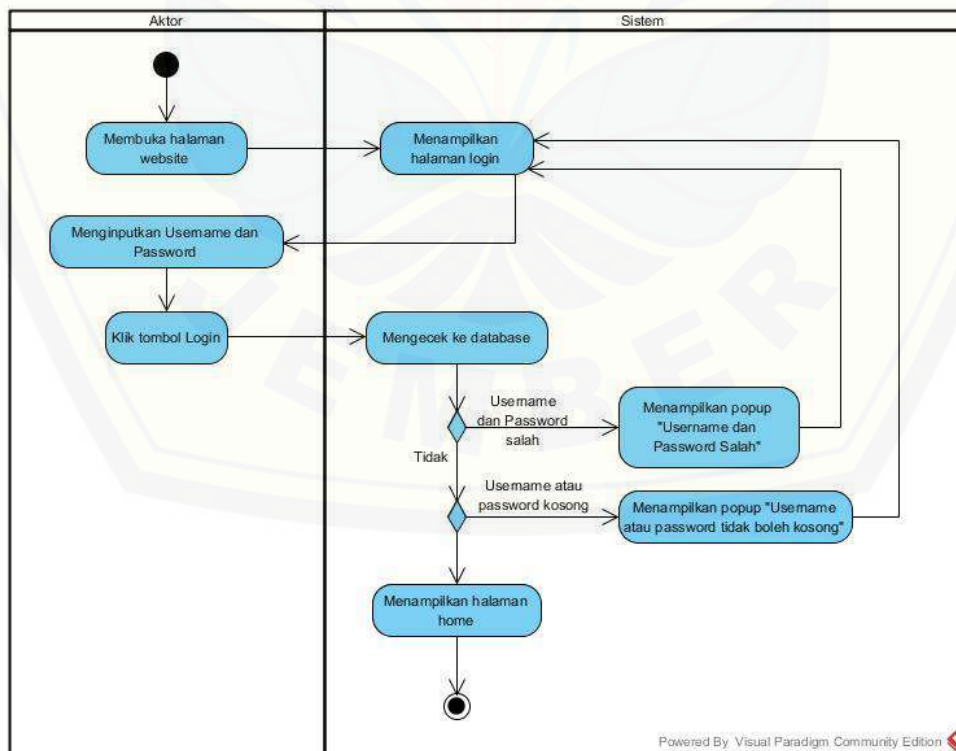 Aktor
Sistem
Membuka halaman
website
Menampilkan
halaman login
Menginputkan Username dan
Password
Klik tombol Login
Mengecek ke database
Username
dan Password
salah
Menampilkan popup
"Username dan
Password Salah"
Tidak
Username atau
password kosong
Menampilkan popup "Username
atau password tidak boleh kosong"
Menampilkan halaman
home
EMBER
Powered By Visual Paradigm Community Edition